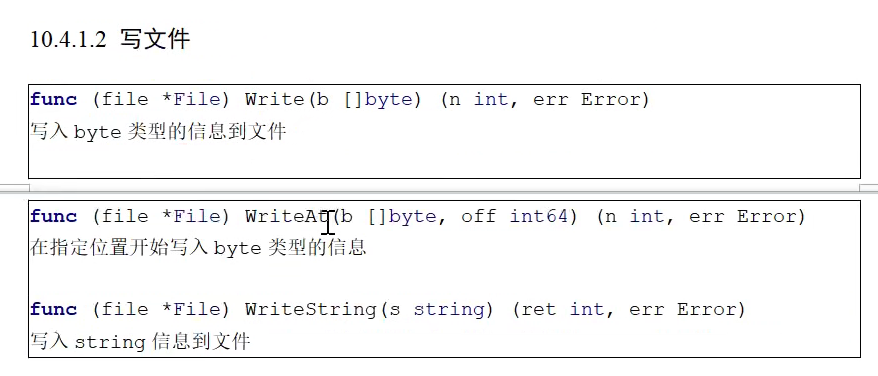 10.4.1.2 写文件
func (file *File) Write(b []byte) (n int, err Error)
写入 byte 类型的信息到文件
func (file *File) WriteAt(b []byte, off int64) (n int, err Error)
在指定位置开始写入 byte 类型的信息
func (file *File) WriteString(s string) (ret int, err Error)
写入 string 信息到文件